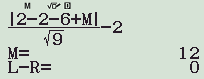 M √▱ D
|2-2-6+M|
√9
-2
M= 12
L-R= 0